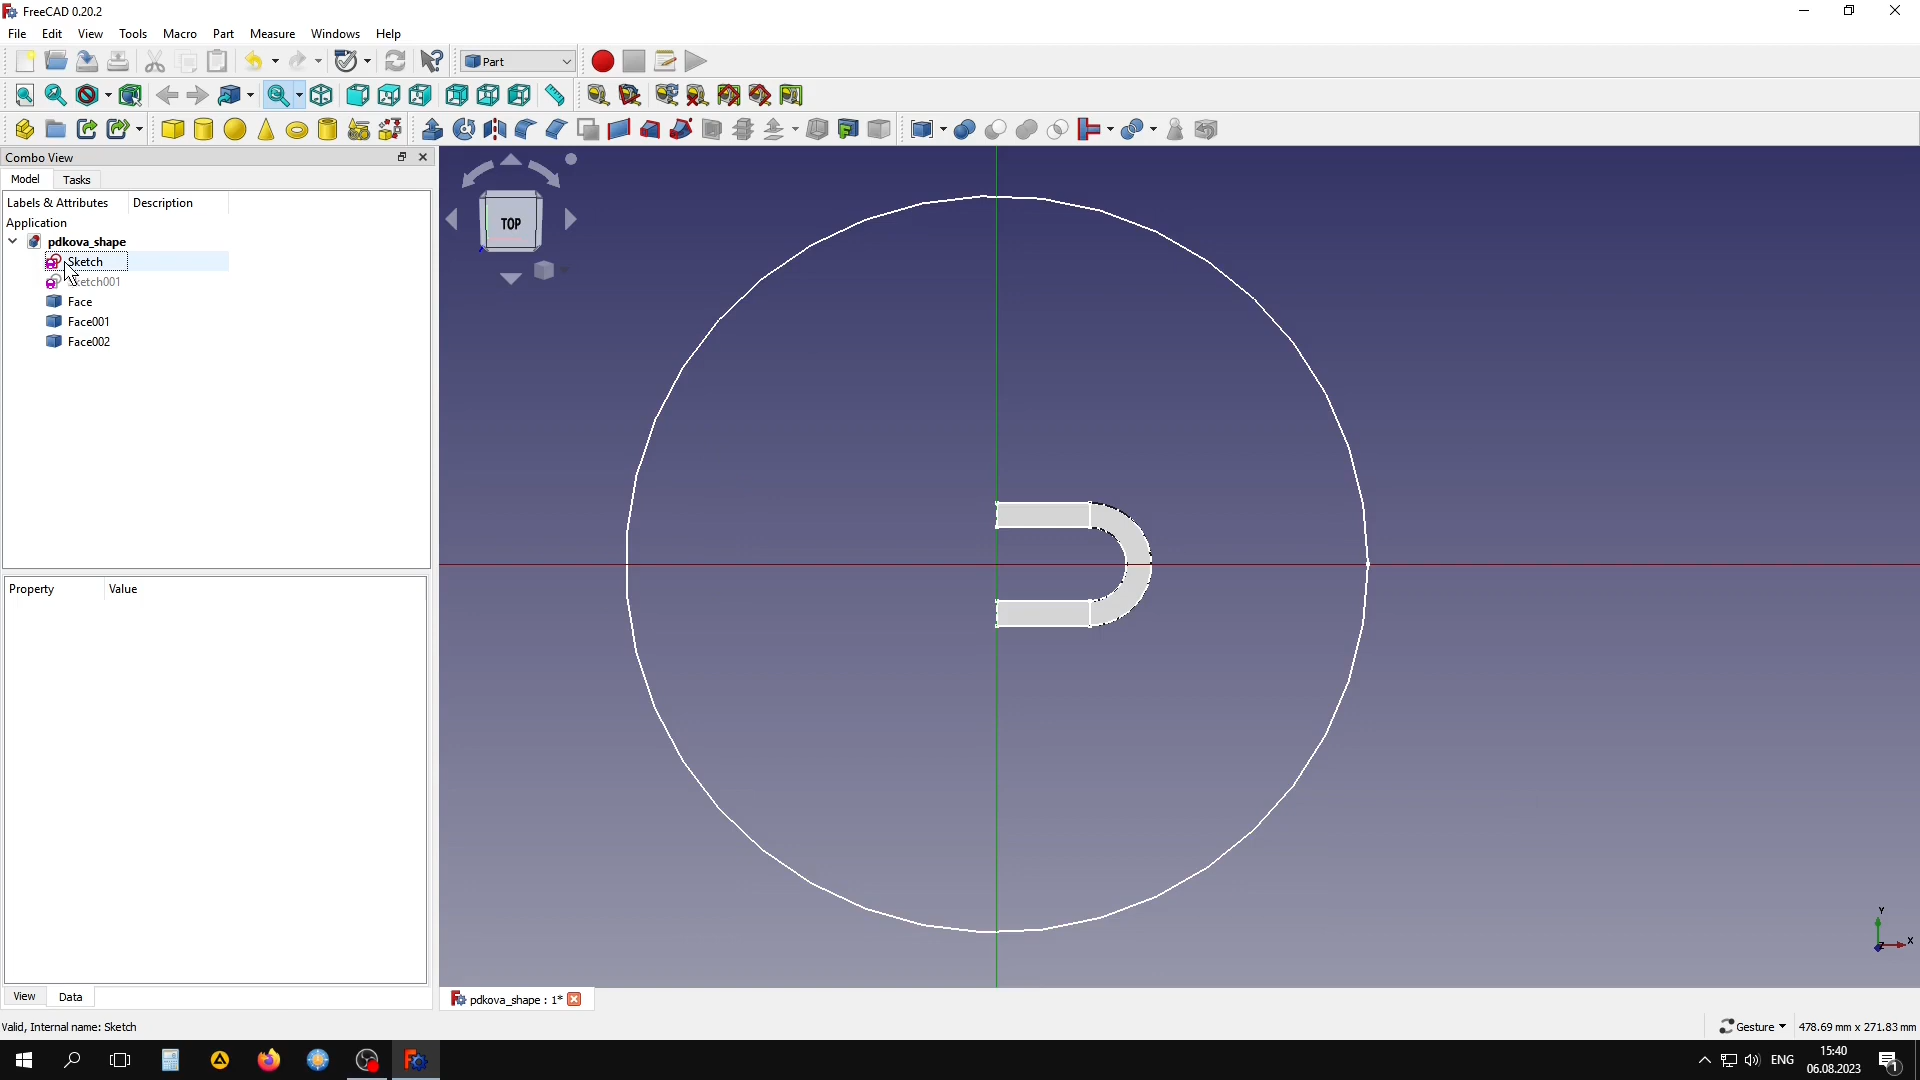 FreeCAD 0.20.2
File Edit View Tools Macro Part Measure Windows Help
Part
Combo View
Model Tasks
Labels & Attributes Description
Application
pdkova_shape
Sketch
Face
Face001
Face002
TOP
Property Value
Y
X
Z
View Data
pdkova_shape : 1*
Valid, Internal name: Sketch
Gesture 478.69 mm x 271.83 mm
ENG
15:40
06.08.2023
1